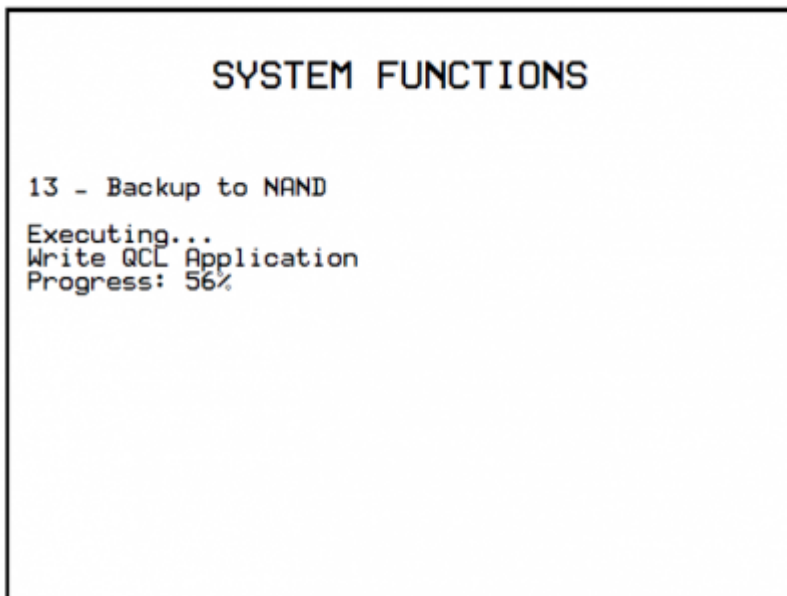 SYSTEM FUNCTIONS
13 - Backup to NAND
Executing...
Write QCL Application
Progress: 56%